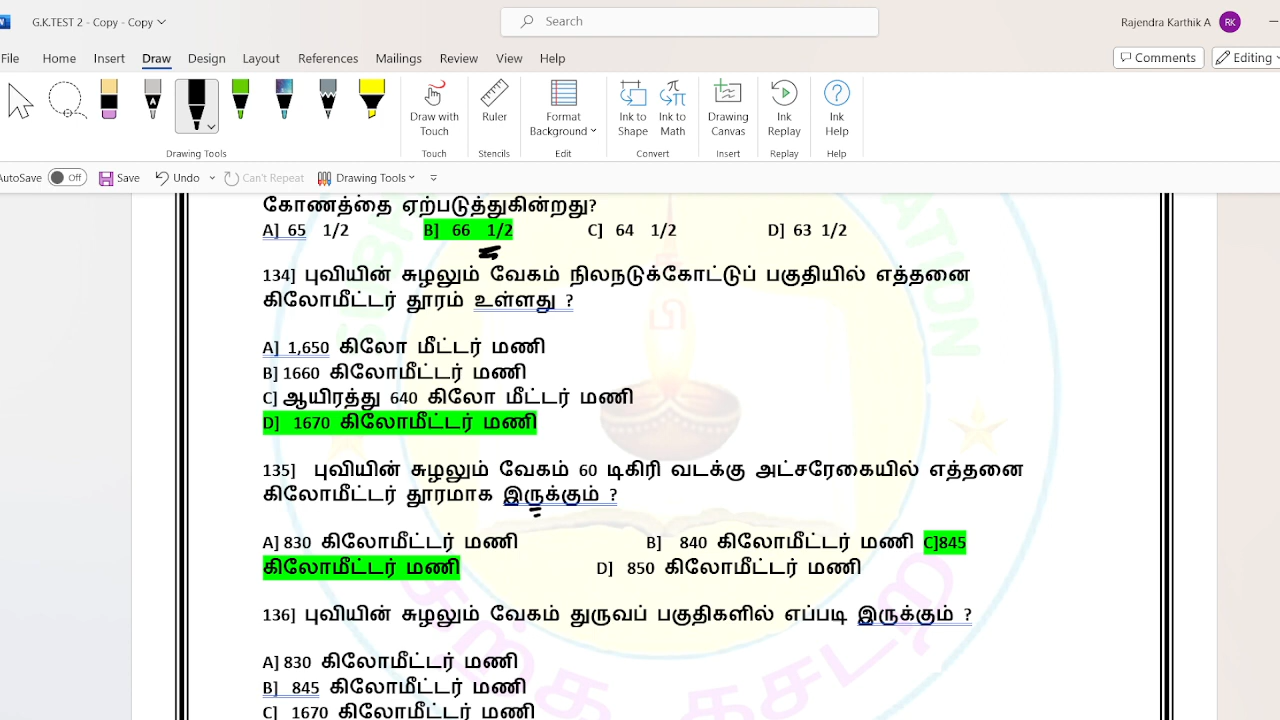 G.K.TEST 2 - Copy - Copy
Search
Rajendra Karthik A RK
File Home Insert Draw Design Layout References Mailings Review View Help
Comments Editing
Draw with Touch
Ruler
Format Background
Ink to Shape
Ink to Math
Drawing Canvas
Ink Replay
Ink Help
Drawing Tools Touch Stencils Edit Convert Insert Replay Help
AutoSave Off Save Undo Can't Repeat Drawing Tools
கோணத்தை ஏற்படுத்துகின்றது?
A] 65 1/2 B] 66 1/2 C] 64 1/2 D] 63 1/2
134] புவியின் சுழலும் வேகம் நிலநடுக்கோட்டுப் பகுதியில் எத்தனை
கிலோமீட்டர் தூரம் உள்ளது ?
A] 1,650 கிலோ மீட்டர் மணி
B] 1660 கிலோமீட்டர் மணி
C] ஆயிரத்து 640 கிலோ மீட்டர் மணி
D] 1670 கிலோமீட்டர் மணி
135] புவியின் சுழலும் வேகம் 60 டிகிரி வடக்கு அட்சரேகையில் எத்தனை
கிலோமீட்டர் தூரமாக இருக்கும் ?
A] 830 கிலோமீட்டர் மணி B] 840 கிலோமீட்டர் மணி C]845
கிலோமீட்டர் மணி D] 850 கிலோமீட்டர் மணி
136] புவியின் சுழலும் வேகம் துருவப் பகுதிகளில் எப்படி இருக்கும் ?
A] 830 கிலோமீட்டர் மணி
B] 845 கிலோமீட்டர் மணி
C] 1670 கிலோமீட்டர் மணி